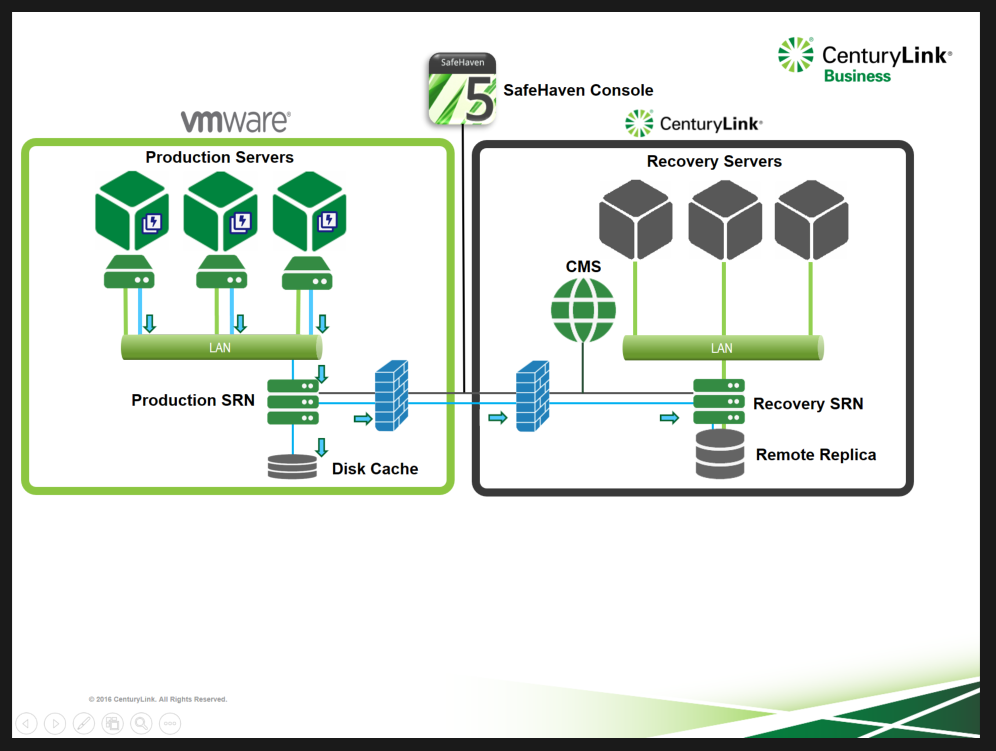 SafeHaven
5
SafeHaven Console
CenturyLink®
Business
vmware®
CenturyLink®
Production Servers
Recovery Servers
CMS
LAN
LAN
Production SRN
Recovery SRN
Disk Cache
Remote Replica
© 2016 CenturyLink. All Rights Reserved.